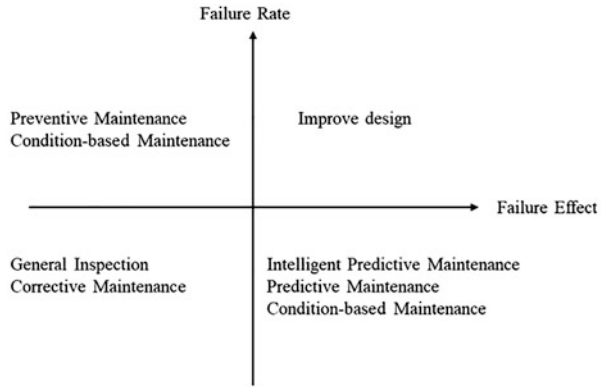 Failure Rate
Preventive Maintenance
Condition-based Maintenance
Improve design
Failure Effect
General Inspection
Corrective Maintenance
Intelligent Predictive Maintenance
Predictive Maintenance
Condition-based Maintenance